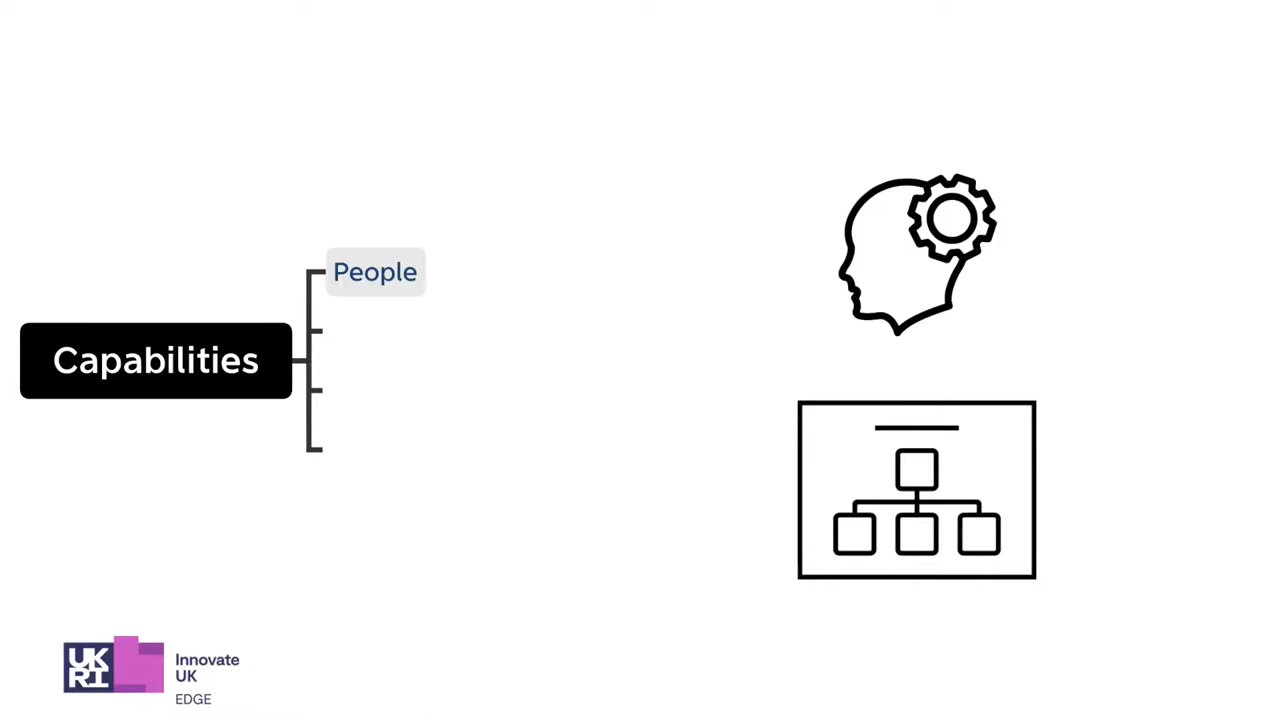 People
Capabilities
UK
RI
Innovate
UK
EDGE